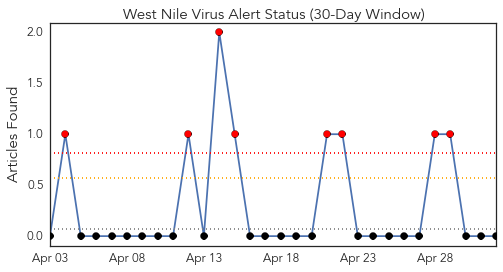 West Nile Virus Alert Status (30-Day Window)
Articles Found
2.0
1.5
1.0
0.5
0.0
Apr 03 Apr 08 Apr 13 Apr 18 Apr 23 Apr 28